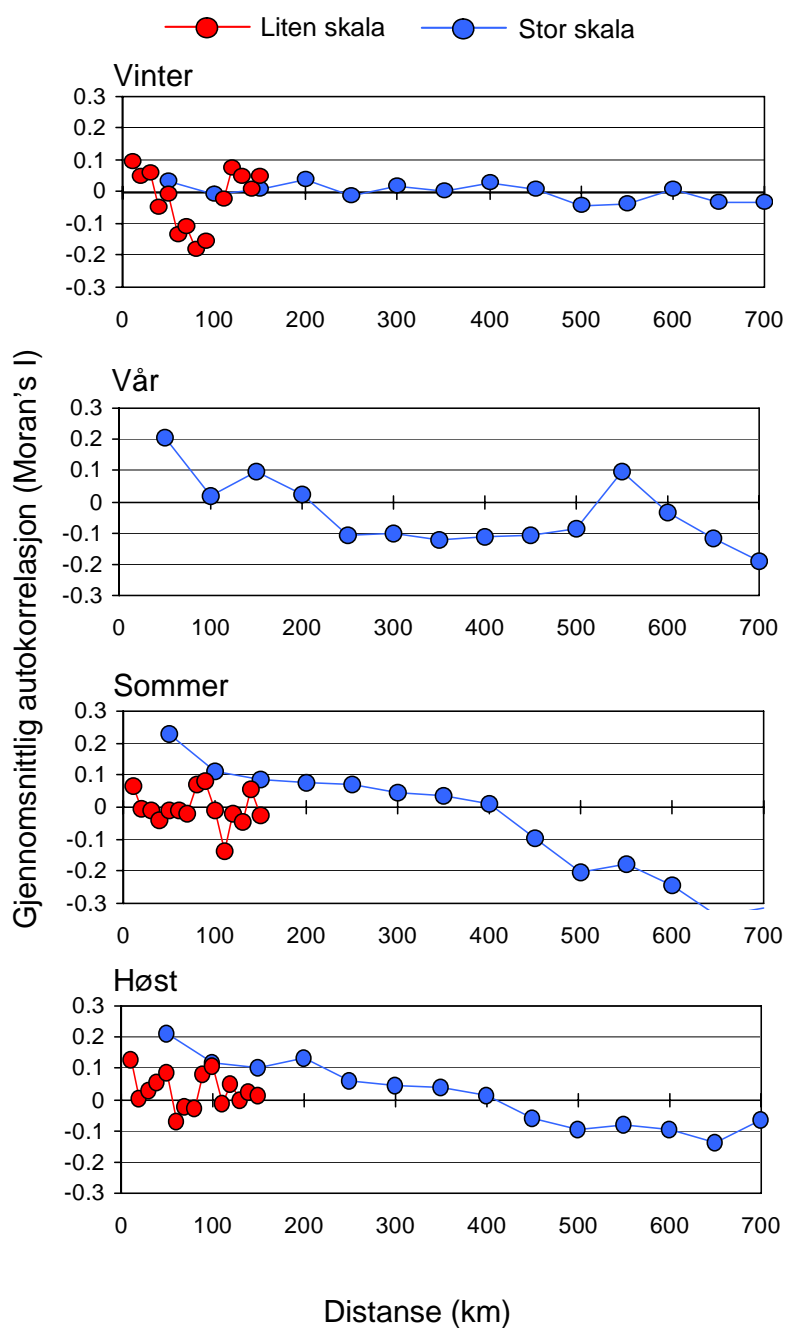 Liten skala Stor skala
Gjennomsnittlig autokorrelasjon (Moran's I)
Vinter
0.3
0.2
0.1
0
-0.1
-0.2
-0.3
0 100 200 300 400 500 600 700
Vår
0.3
0.2
0.1
0
-0.1
-0.2
-0.3
0 100 200 300 400 500 600 700
Sommer
0.3
0.2
0.1
0
-0.1
-0.2
-0.3
0 100 200 300 400 500 600 700
Høst
0.3
0.2
0.1
0
-0.1
-0.2
-0.3
0 100 200 300 400 500 600 700
Distanse (km)